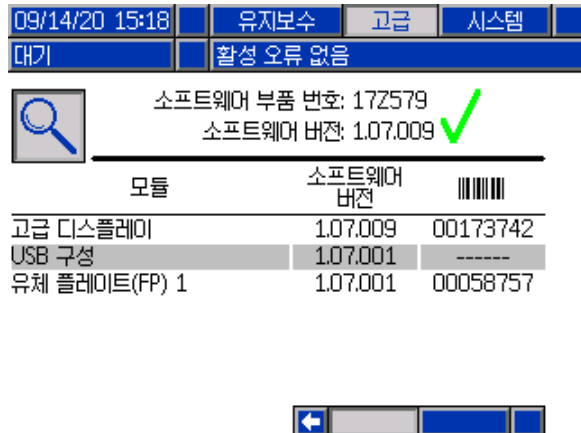 09/14/20 15:18 유지보수 고급 시스템
대기 활성 오류 없음
소프트웨어 부품 번호: 17Z579
소프트웨어 버전: 1.07.009
모듈 소프트웨어 버전
고급 디스플레이 1.07.009 00173742
USB 구성 1.07.001 ------
유체 플레이트(FP) 1 1.07.001 00058757